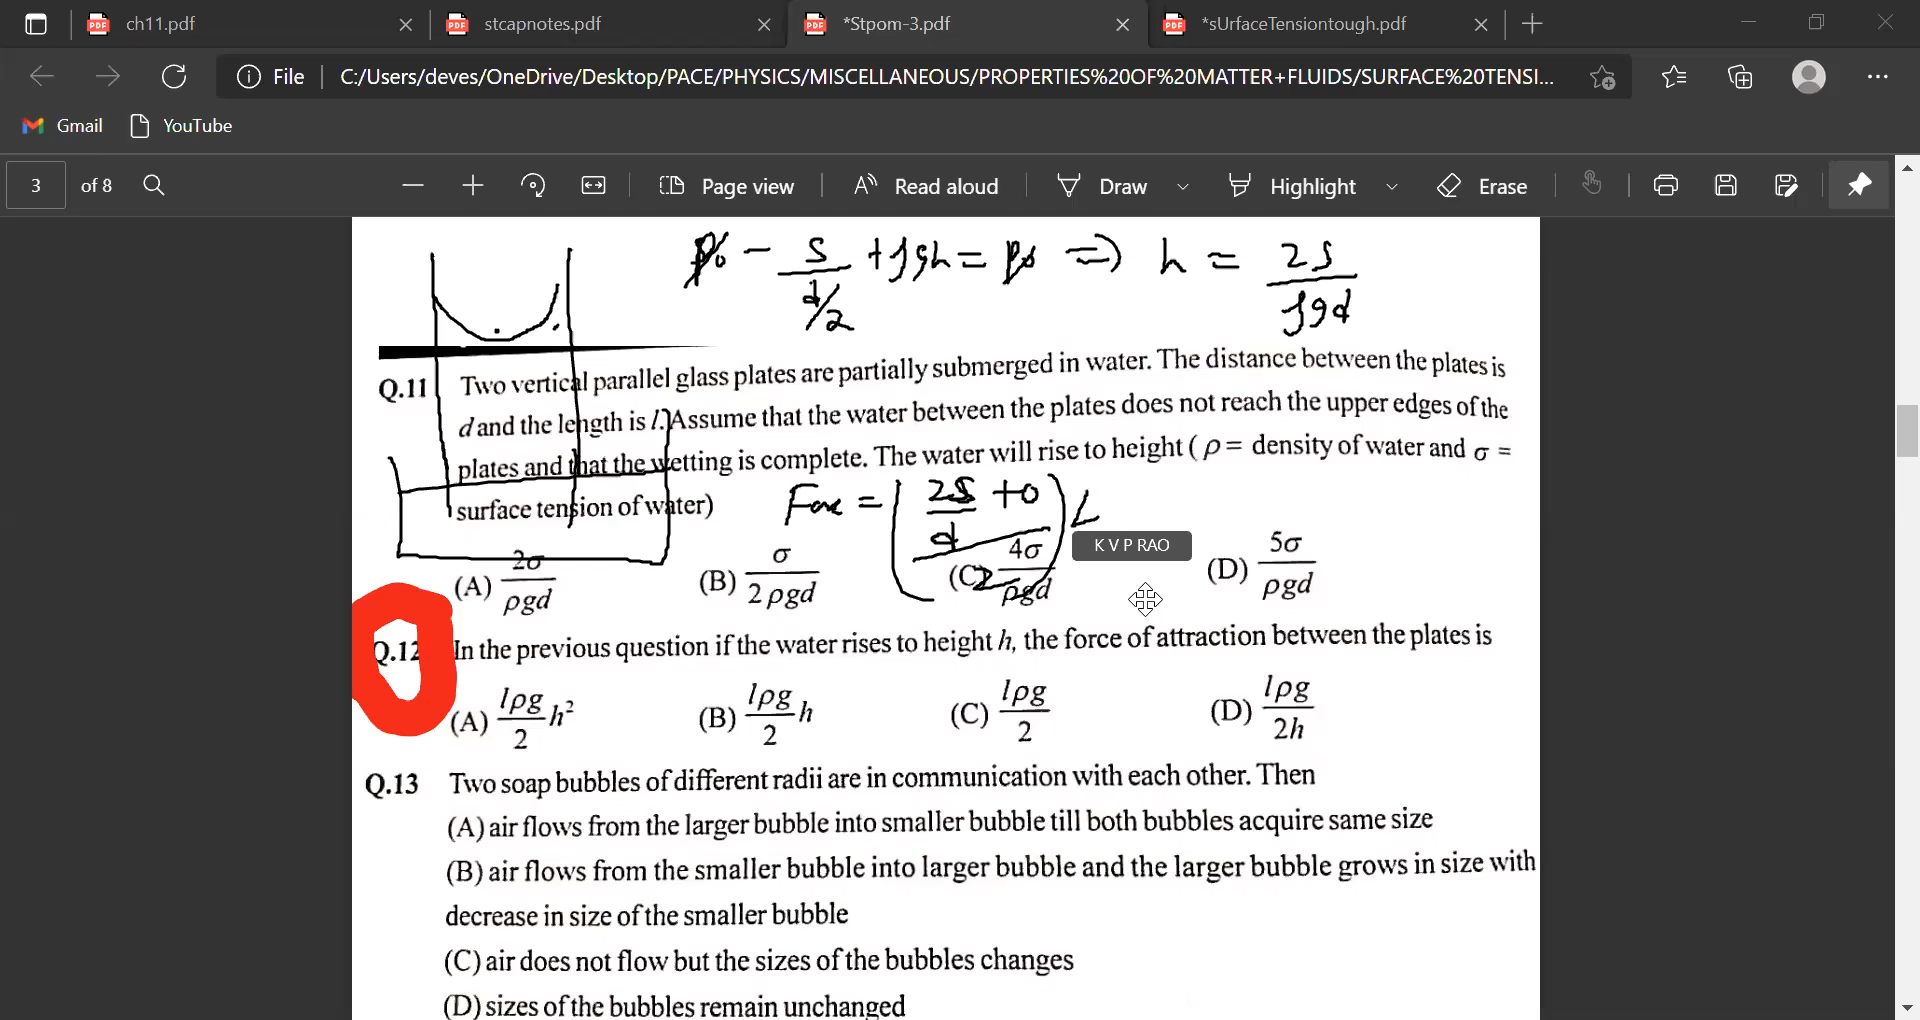 ch11.pdf
stcapnotes.pdf
*Stpom-3.pdf
*sUrfaceTensiontough.pdf
File
C:/Users/deves/OneDrive/Desktop/PACE/PHYSICS/MISCELLANEOUS/PROPERTIES%20OF%20MATTER+FLUIDS/SURFACE%20TENSI...
Gmail
YouTube
3 of 8
Page view
Read aloud
Draw
Highlight
Erase
p₀ - S/(d/2) + ρgh = p₀ ⇒ h = 2S/ρgd
Q.11 Two vertical parallel glass plates are partially submerged in water. The distance between the plates is
d and the length is l. Assume that the water between the plates does not reach the upper edges of the
plates and that the wetting is complete. The water will rise to height ( ρ = density of water and σ =
surface tension of water)
Force = ( (2S/d + 0) / 2 ) L
K V P RAO
(A) 2σ/ρgd (B) σ/2 ρgd (C) 4σ/ρgd (D) 5σ/ρgd
Q.12 In the previous question if the water rises to height h, the force of attraction between the plates is
(A) lρg/2 h² (B) lρg/2 h (C) lρg/2 (D) lρg/2h
Q.13 Two soap bubbles of different radii are in communication with each other. Then
(A) air flows from the larger bubble into smaller bubble till both bubbles acquire same size
(B) air flows from the smaller bubble into larger bubble and the larger bubble grows in size with
decrease in size of the smaller bubble
(C) air does not flow but the sizes of the bubbles changes
(D) sizes of the bubbles remain unchanged